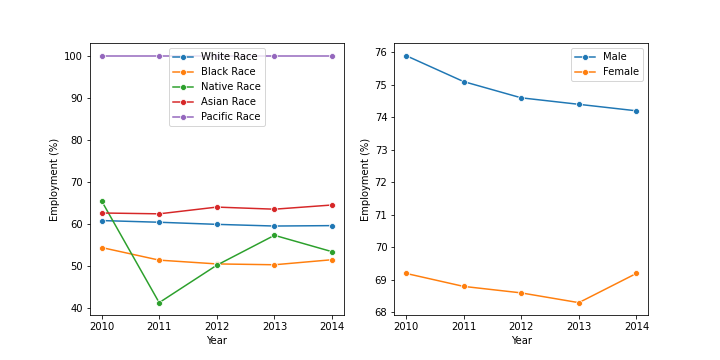 Employment (%)
100
90
80
70
60
50
40
2010 2011 2012 2013 2014
Year
White Race
Black Race
Native Race
Asian Race
Pacific Race
Employment (%)
76
75
74
73
72
71
70
69
68
2010 2011 2012 2013 2014
Year
Male
Female